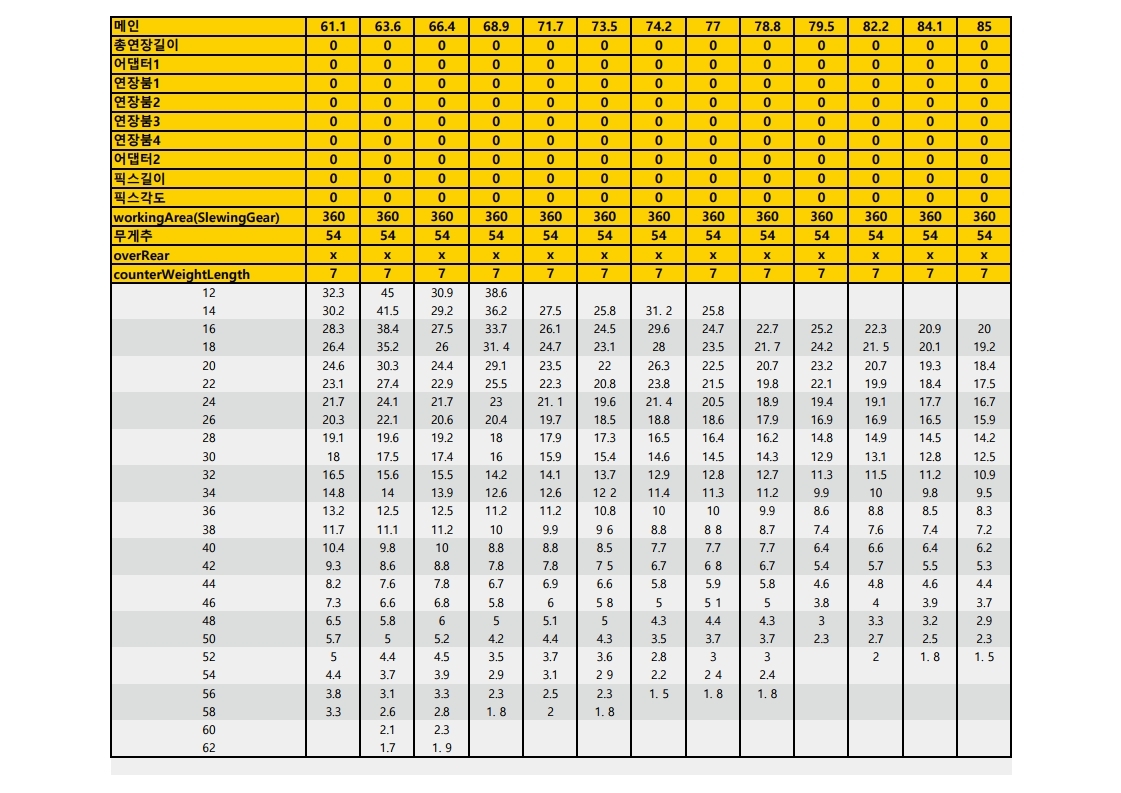 메인 61.1 63.6 66.4 68.9 71.7 73.5 74.2 77 78.8 79.5 82.2 84.1 85
총연장길이 0 0 0 0 0 0 0 0 0 0 0 0 0
어댑터1 0 0 0 0 0 0 0 0 0 0 0 0 0
연장붐1 0 0 0 0 0 0 0 0 0 0 0 0 0
연장붐2 0 0 0 0 0 0 0 0 0 0 0 0 0
연장붐3 0 0 0 0 0 0 0 0 0 0 0 0 0
연장붐4 0 0 0 0 0 0 0 0 0 0 0 0 0
어댑터2 0 0 0 0 0 0 0 0 0 0 0 0 0
픽스길이 0 0 0 0 0 0 0 0 0 0 0 0 0
픽스각도 0 0 0 0 0 0 0 0 0 0 0 0 0
workingArea(SlewingGear) 360 360 360 360 360 360 360 360 360 360 360 360 360
무게추 54 54 54 54 54 54 54 54 54 54 54 54 54
overRear x x x x x x x x x x x x x
counterWeightLength 7 7 7 7 7 7 7 7 7 7 7 7 7
12 32.3 45 30.9 38.6
14 30.2 41.5 29.2 36.2 27.5 25.8 31. 2 25.8
16 28.3 38.4 27.5 33.7 26.1 24.5 29.6 24.7 22.7 25.2 22.3 20.9 20
18 26.4 35.2 26 31. 4 24.7 23.1 28 23.5 21. 7 24.2 21. 5 20.1 19.2
20 24.6 30.3 24.4 29.1 23.5 22 26.3 22.5 20.7 23.2 20.7 19.3 18.4
22 23.1 27.4 22.9 25.5 22.3 20.8 23.8 21.5 19.8 22.1 19.9 18.4 17.5
24 21.7 24.1 21.7 23 21. 1 19.6 21. 4 20.5 18.9 19.4 19.1 17.7 16.7
26 20.3 22.1 20.6 20.4 19.7 18.5 18.8 18.6 17.9 16.9 16.9 16.5 15.9
28 19.1 19.6 19.2 18 17.9 17.3 16.5 16.4 16.2 14.8 14.9 14.5 14.2
30 18 17.5 17.4 16 15.9 15.4 14.6 14.5 14.3 12.9 13.1 12.8 12.5
32 16.5 15.6 15.5 14.2 14.1 13.7 12.9 12.8 12.7 11.3 11.5 11.2 10.9
34 14.8 14 13.9 12.6 12.6 12 2 11.4 11.3 11.2 9.9 10 9.8 9.5
36 13.2 12.5 12.5 11.2 11.2 10.8 10 10 9.9 8.6 8.8 8.5 8.3
38 11.7 11.1 11.2 10 9.9 9 6 8.8 8 8 8.7 7.4 7.6 7.4 7.2
40 10.4 9.8 10 8.8 8.8 8.5 7.7 7.7 7.7 6.4 6.6 6.4 6.2
42 9.3 8.6 8.8 7.8 7.8 7 5 6.7 6 8 6.7 5.4 5.7 5.5 5.3
44 8.2 7.6 7.8 6.7 6.9 6.6 5.8 5.9 5.8 4.6 4.8 4.6 4.4
46 7.3 6.6 6.8 5.8 6 5 8 5 5 1 5 3.8 4 3.9 3.7
48 6.5 5.8 6 5 5.1 5 4.3 4.4 4.3 3 3.3 3.2 2.9
50 5.7 5 5.2 4.2 4.4 4.3 3.5 3.7 3.7 2.3 2.7 2.5 2.3
52 5 4.4 4.5 3.5 3.7 3.6 2.8 3 3 2 1. 8 1. 5
54 4.4 3.7 3.9 2.9 3.1 2 9 2.2 2 4 2.4
56 3.8 3.1 3.3 2.3 2.5 2.3 1. 5 1. 8 1. 8
58 3.3 2.6 2.8 1. 8 2 1. 8
60 2.1 2.3
62 1.7 1. 9